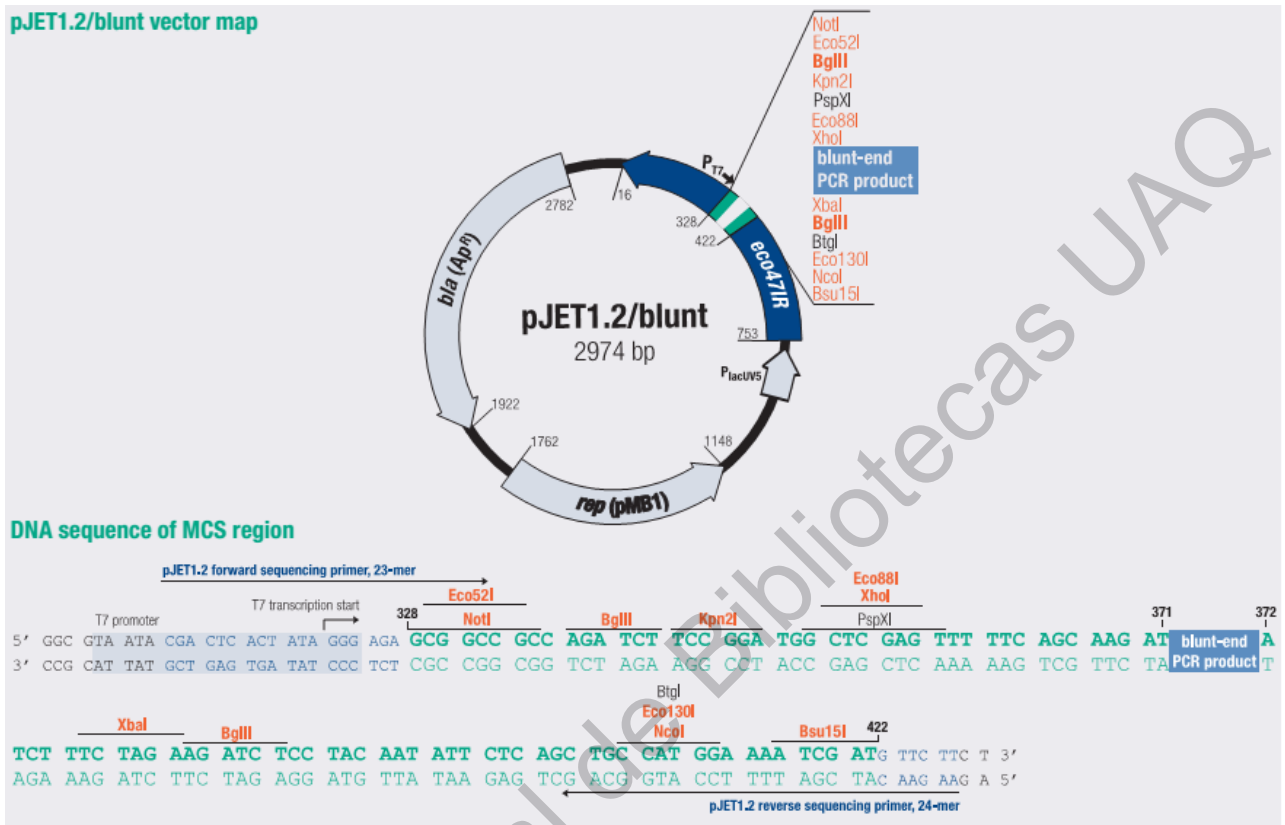 pJET1.2/blunt vector map
NotI
Eco52I
BglII
Kpn2I
PspXI
Eco88I
XhoI
blunt-end
PCR product
XbaI
BglII
BtgI
Eco130I
NcoI
Bsu15I
PT7
2782
16
328
422
bla (ApR)
eco47IR
pJET1.2/blunt
2974 bp
753
PlacUV5
1922
1762
1148
rep (pMB1)
DNA sequence of MCS region
pJET1.2 forward sequencing primer, 23-mer
Eco88I
Eco52I
XhoI
T7 promoter
T7 transcription start
328
NotI
BglII
Kpn2I
PspXI
371
372
5' GGC GTA ATA CGA CTC ACT ATA GGG AGA GCG GCC GCC AGA TCT TCC GGA TGG CTC GAG TTT TTC AGC AAG AT blunt-end A
3' CCG CAT TAT GCT GAG TGA TAT CCC TCT CGC CGG CGG TCT AGA AGG CCT ACC GAG CTC AAA AAG TCG TTC TA PCR product T
BtgI
Eco130I
XbaI
BglII
NcoI
Bsu15I
422
TCT TTC TAG AAG ATC TCC TAC AAT ATT CTC AGC TGC CAT GGA AAA TCG ATG TTC TTC T 3'
AGA AAG ATC TTC TAG AGG ATG TTA TAA GAG TCG ACG GTA CCT TTT AGC TAC AAG AAG A 5'
pJET1.2 reverse sequencing primer, 24-mer
de Bibliotecas UAQ